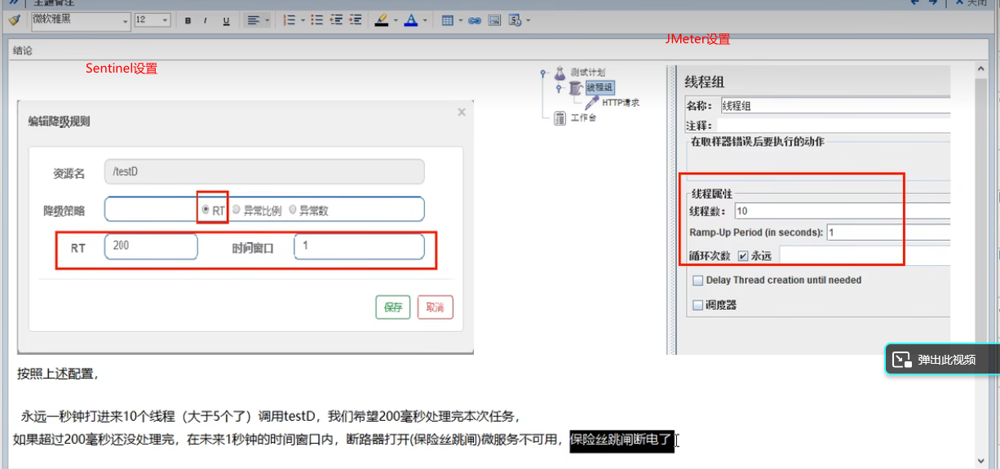 主题备注
关闭
微软雅黑
12
B
I
U
结论
Sentinel设置
JMeter设置
编辑降级规则
资源名
/testD
降级策略
RT
异常比例
异常数
RT
200
时间窗口
1
保存
取消
测试计划
线程组
HTTP请求
工作台
线程组
名称：
线程组
注释：
在取样器错误后要执行的动作
线程属性
线程数：
10
Ramp-Up Period (in seconds):
1
循环次数
永远
Delay Thread creation until needed
调度器
弹出此视频
按照上述配置，
永远一秒钟打进来10个线程（大于5个了）调用testD，我们希望200毫秒处理完本次任务，
如果超过200毫秒还没处理完，在未来1秒钟的时间窗口内，断路器打开(保险丝跳闸)微服务不可用，保险丝跳闸断电了